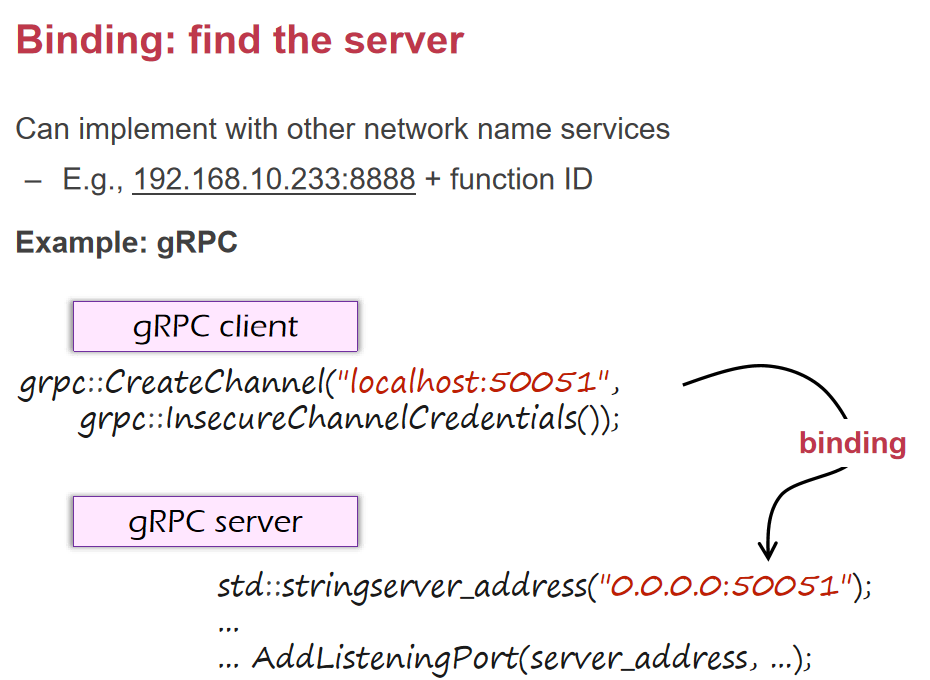 Binding: find the server
Can implement with other network name services
– E.g., 192.168.10.233:8888 + function ID
Example: gRPC
gRPC client
grpc::CreateChannel("localhost:50051",
grpc::InsecureChannelCredentials());
binding
gRPC server
std::stringserver_address("0.0.0.0:50051");
...
... AddListeningPort(server_address, ...);